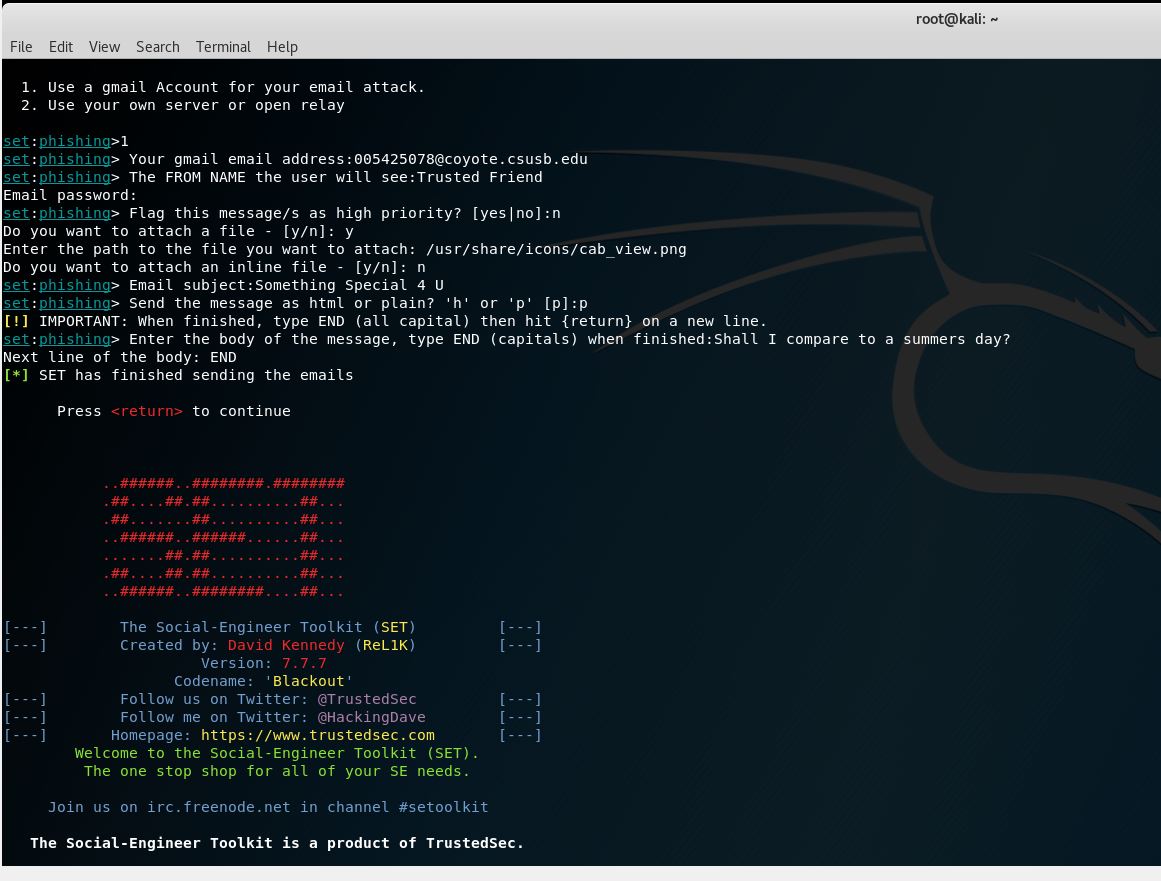 root@kali: ~
File Edit View Search Terminal Help
1. Use a gmail Account for your email attack.
2. Use your own server or open relay
set:phishing>1
set:phishing> Your gmail email address:005425078@coyote.csusb.edu
set:phishing> The FROM NAME the user will see:Trusted Friend
Email password:
set:phishing> Flag this message/s as high priority? [yes|no]:n
Do you want to attach a file - [y/n]: y
Enter the path to the file you want to attach: /usr/share/icons/cab_view.png
Do you want to attach an inline file - [y/n]: n
set:phishing> Email subject:Something Special 4 U
set:phishing> Send the message as html or plain? 'h' or 'p' [p]:p
[!] IMPORTANT: When finished, type END (all capital) then hit {return} on a new line.
set:phishing> Enter the body of the message, type END (capitals) when finished:Shall I compare to a summers day?
Next line of the body: END
[*] SET has finished sending the emails
Press <return> to continue
..######..########.########
.##....##.##..........##...
.##.......##..........##...
..######..######......##...
.......##.##..........##...
.##....##.##..........##...
..######..########....##...
[---] The Social-Engineer Toolkit (SET) [---]
[---] Created by: David Kennedy (ReL1K) [---]
Version: 7.7.7
Codename: 'Blackout'
[---] Follow us on Twitter: @TrustedSec [---]
[---] Follow me on Twitter: @HackingDave [---]
[---] Homepage: https://www.trustedsec.com [---]
Welcome to the Social-Engineer Toolkit (SET).
The one stop shop for all of your SE needs.
Join us on irc.freenode.net in channel #setoolkit
The Social-Engineer Toolkit is a product of TrustedSec.